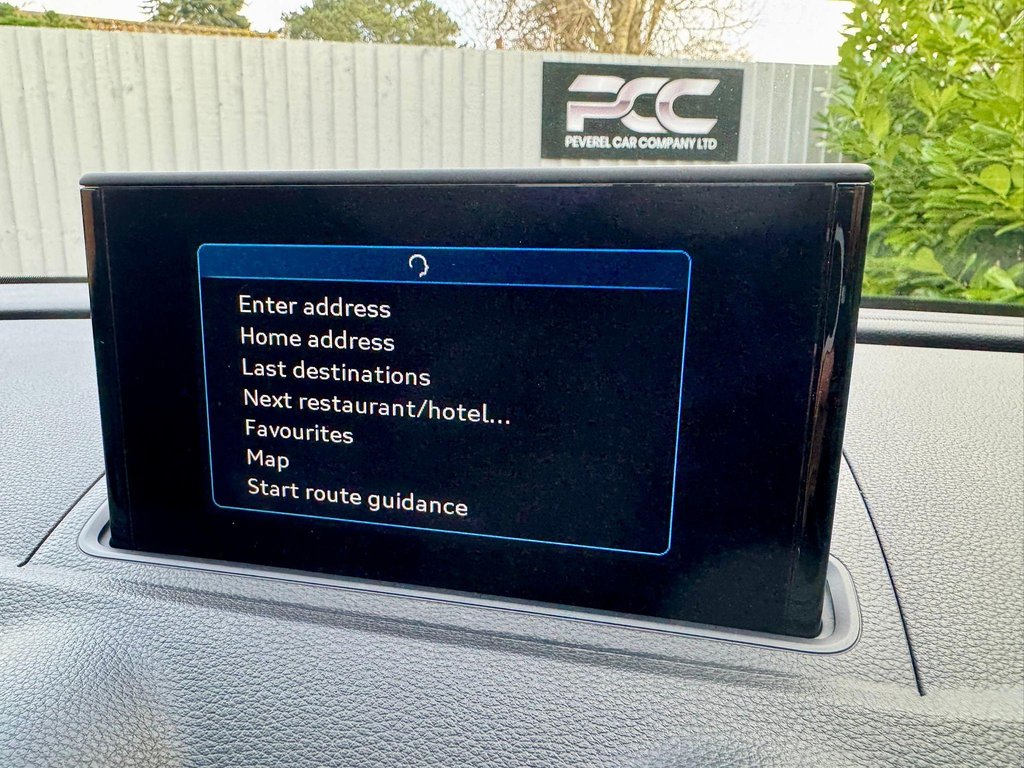 PCC
PEVEREL CAR COMPANY LTD
Enter address
Home address
Last destinations
Next restaurant/hotel...
Favourites
Map
Start route guidance